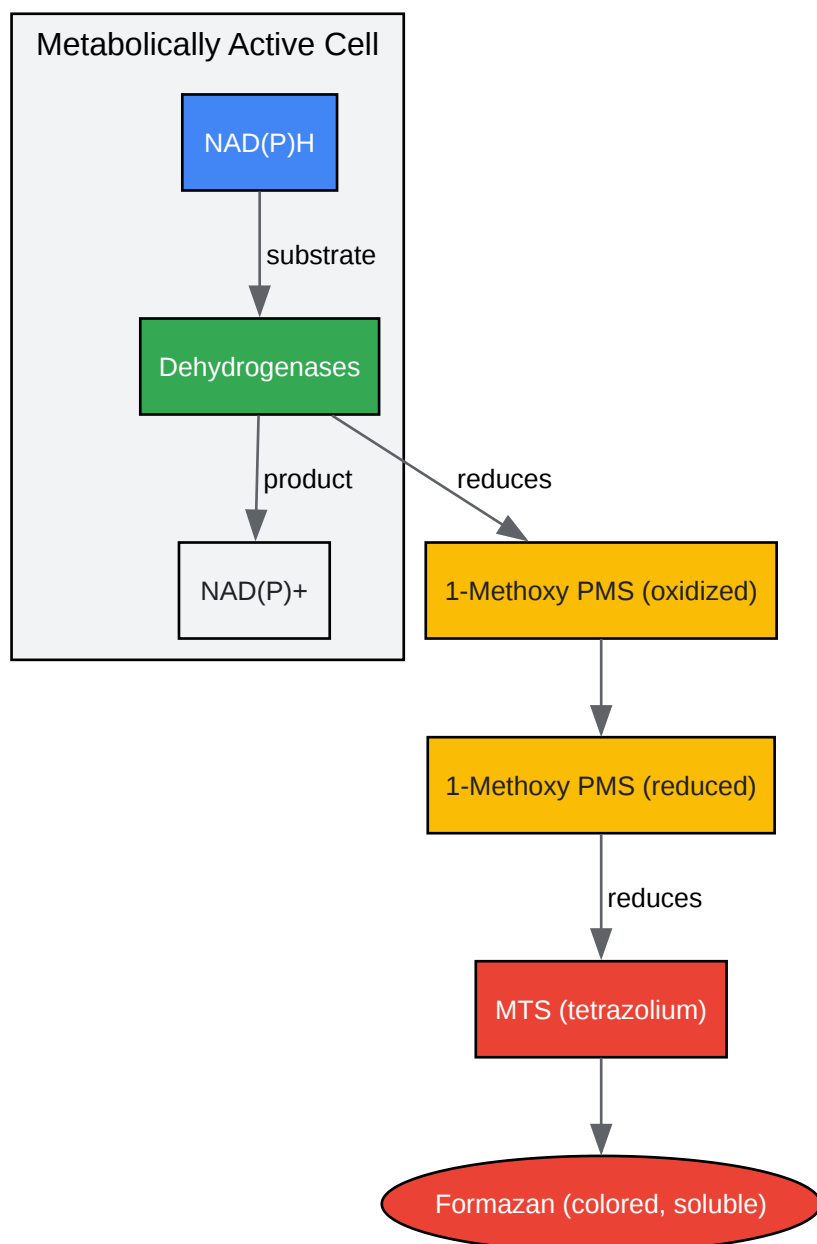 Metabolically Active Cell
NAD(P)H
substrate
Dehydrogenases
product
reduces
NAD(P)+
1-Methoxy PMS (oxidized)
1-Methoxy PMS (reduced)
reduces
MTS (tetrazolium)
Formazan (colored, soluble)